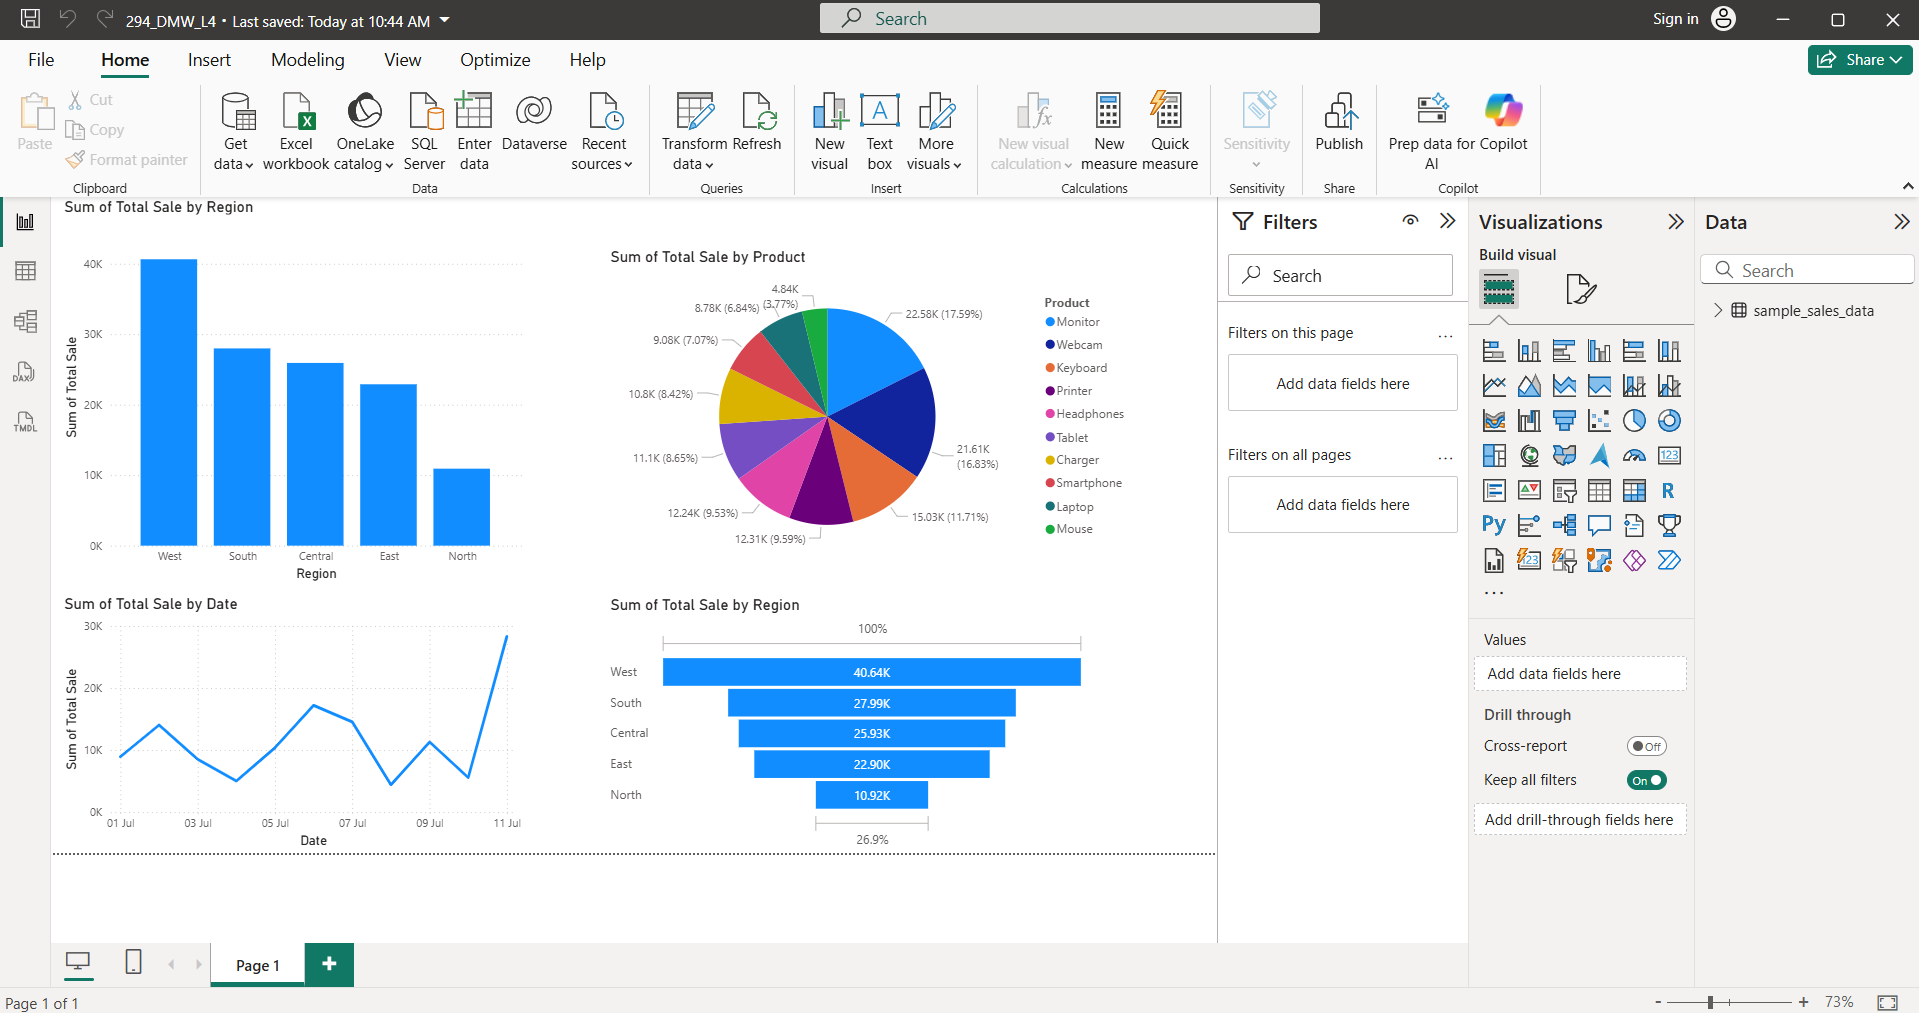 294_DMW_L4 • Last saved: Today at 10:44 AM
Search
Sign in
File
Home
Insert
Modeling
View
Optimize
Help
Share
Paste
Cut
Copy
Format painter
Clipboard
Get data
Excel workbook
OneLake catalog
SQL Server
Enter data
Dataverse
Recent sources
Data
Transform data
Refresh
Queries
New visual
Text box
More visuals
Insert
New visual calculation
New measure
Quick measure
Calculations
Sensitivity
Sensitivity
Publish
Share
Prep data for AI
Copilot
Copilot
Sum of Total Sale by Region
Sum of Total Sale
40K
30K
20K
10K
0K
West
South
Central
East
North
Region
Sum of Total Sale by Product
22.58K (17.59%)
21.61K
(16.83%)
15.03K (11.71%)
12.31K (9.59%)
12.24K (9.53%)
11.1K (8.65%)
10.8K (8.42%)
9.08K (7.07%)
8.78K (6.84%)
4.84K
(3.77%)
Product
Monitor
Webcam
Keyboard
Printer
Headphones
Tablet
Charger
Smartphone
Laptop
Mouse
Sum of Total Sale by Date
Sum of Total Sale
30K
20K
10K
0K
01 Jul
03 Jul
05 Jul
07 Jul
09 Jul
11 Jul
Date
Sum of Total Sale by Region
100%
West
40.64K
South
27.99K
Central
25.93K
East
22.90K
North
10.92K
26.9%
Filters
Search
Filters on this page
...
Add data fields here
Filters on all pages
...
Add data fields here
Visualizations
Build visual
123
R
Py
123
...
Values
Add data fields here
Drill through
Cross-report
Off
Keep all filters
On
Add drill-through fields here
Data
Search
sample_sales_data
DAX
TMDL
Page 1
+
Page 1 of 1
-
+
73%